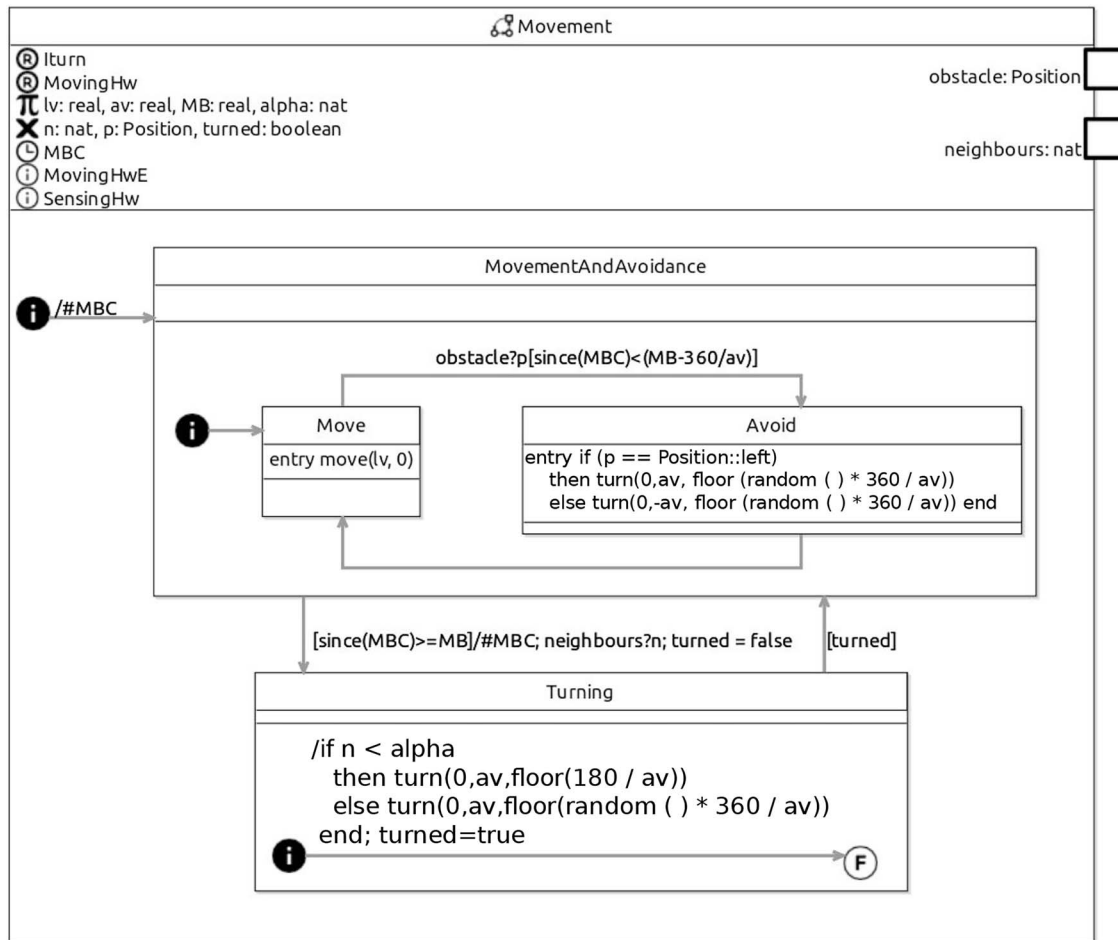 Movement
R Iturn
R MovingHw
π lv: real, av: real, MB: real, alpha: nat
X n: nat, p: Position, turned: boolean
MBC
i MovingHwE
i SensingHw
obstacle: Position
neighbours: nat
MovementAndAvoidance
i /#MBC
obstacle?p[since(MBC)<(MB-360/av)]
i
Move
entry move(lv, 0)
Avoid
entry if (p == Position::left)
then turn(0,av, floor (random ( ) * 360 / av))
else turn(0,-av, floor (random ( ) * 360 / av)) end
[since(MBC)>=MB]/#MBC; neighbours?n; turned = false
[turned]
Turning
/if n < alpha
then turn(0,av,floor(180 / av))
else turn(0,av,floor(random ( ) * 360 / av))
end; turned=true
i
F